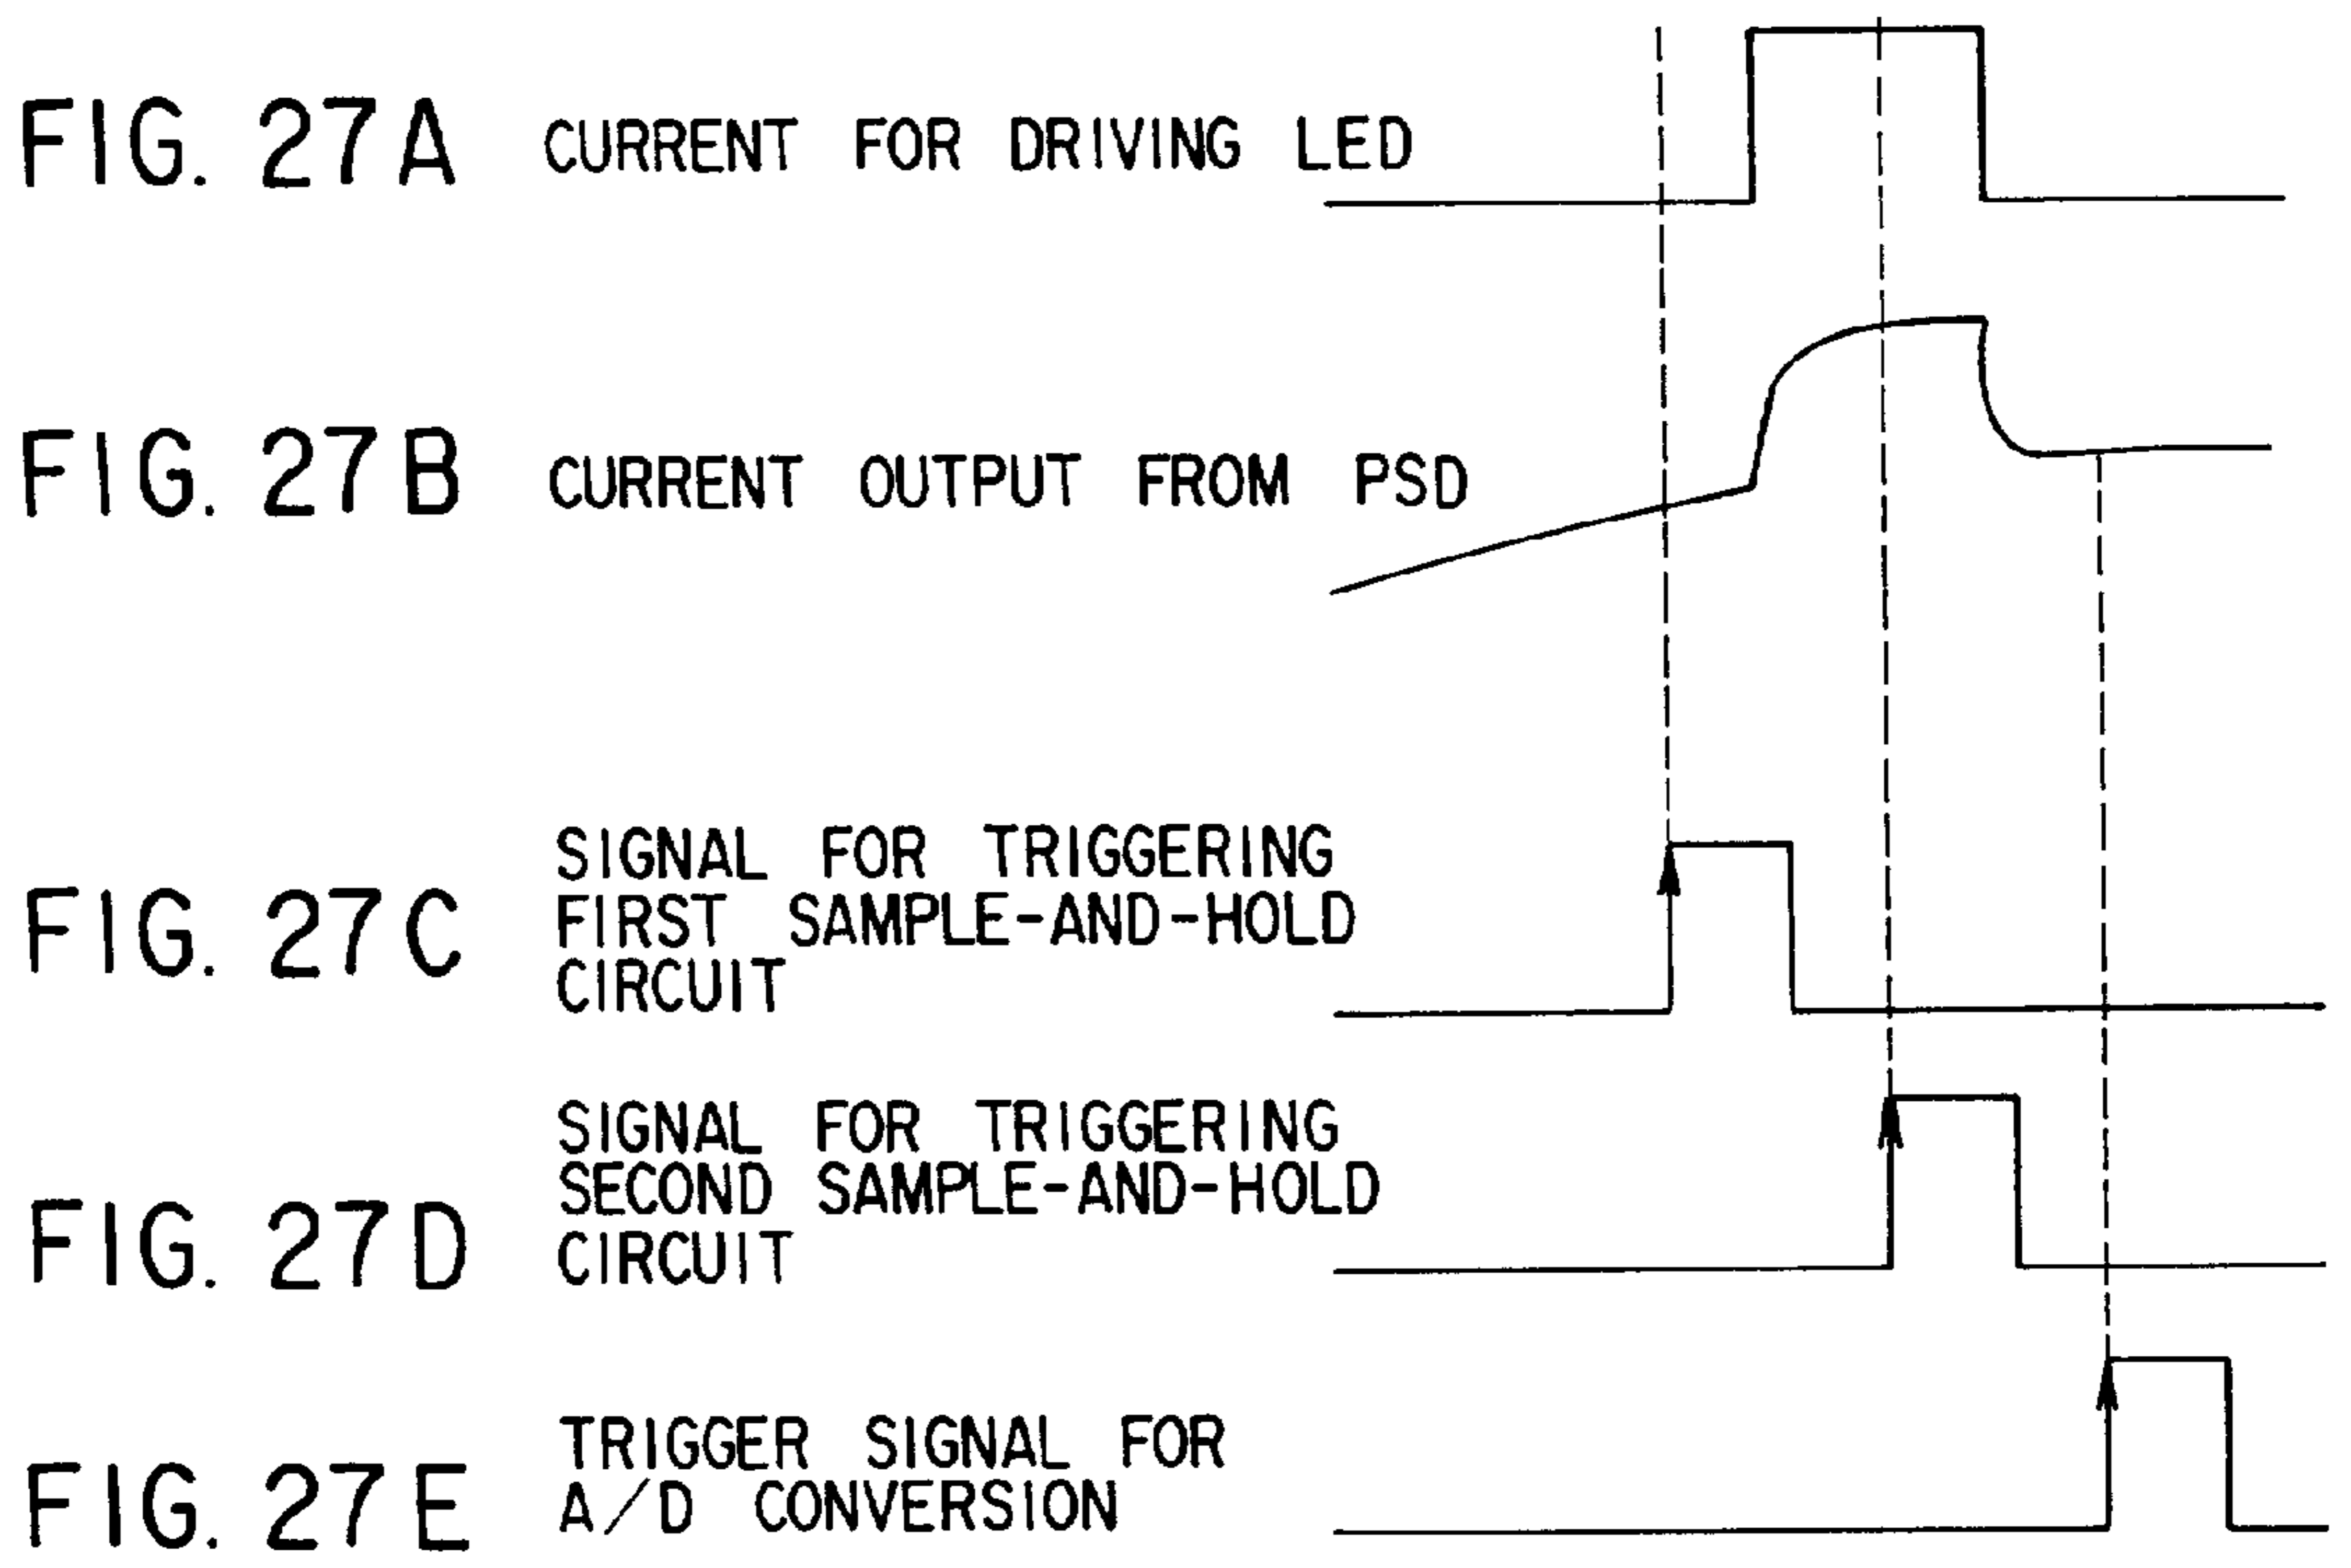 FIG. 27A CURRENT FOR DRIVING LED
FIG. 27B CURRENT OUTPUT FROM PSD
FIG. 27C
SIGNAL FOR TRIGGERING
FIRST SAMPLE-AND-HOLD
CIRCUIT
FIG. 27D
SIGNAL FOR TRIGGERING
SECOND SAMPLE-AND-HOLD
CIRCUIT
FIG. 27E
TRIGGER SIGNAL FOR
A/D CONVERSION